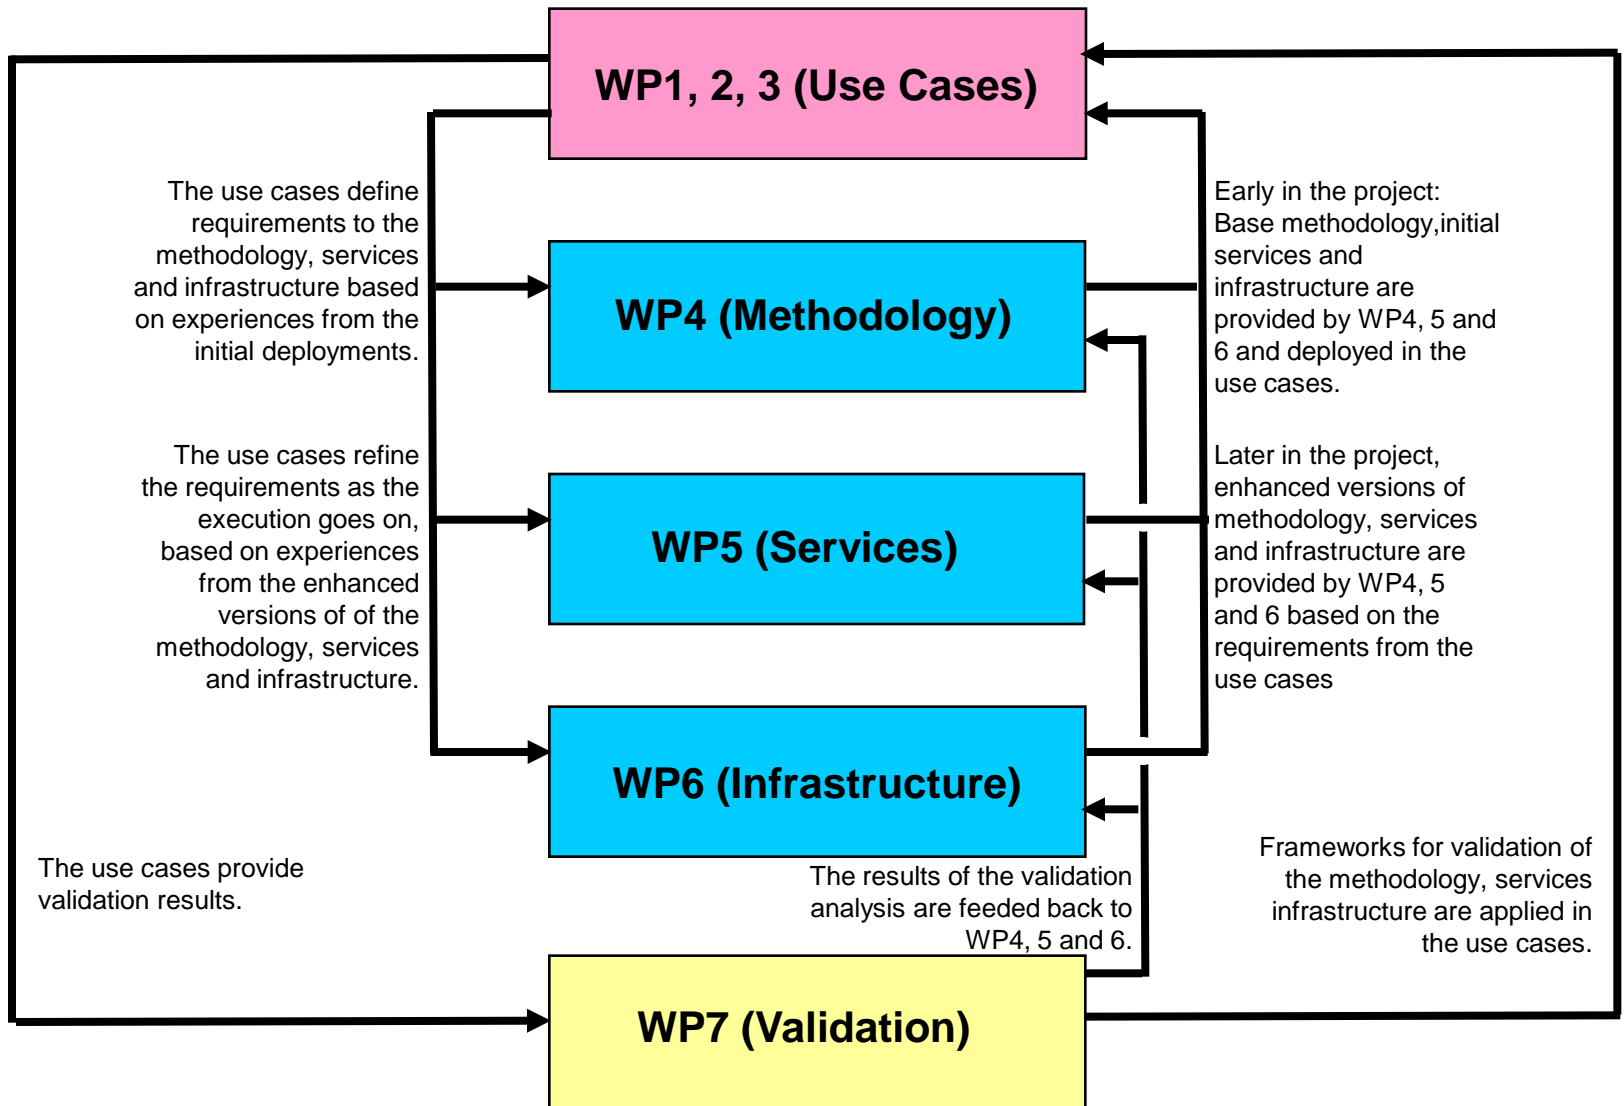 WP1, 2, 3 (Use Cases)
The use cases define
requirements to the
methodology, services
and infrastructure based
on experiences from the
initial deployments.
Early in the project:
Base methodology,initial
services and
infrastructure are
provided by WP4, 5 and
6 and deployed in the
use cases.
WP4 (Methodology)
The use cases refine
the requirements as the
execution goes on,
based on experiences
from the enhanced
versions of of the
methodology, services
and infrastructure.
Later in the project,
enhanced versions of
methodology, services
and infrastructure are
provided by WP4, 5
and 6 based on the
requirements from the
use cases
WP5 (Services)
WP6 (Infrastructure)
The use cases provide
validation results.
The results of the validation
analysis are feeded back to
WP4, 5 and 6.
Frameworks for validation of
the methodology, services
infrastructure are applied in
the use cases.
WP7 (Validation)